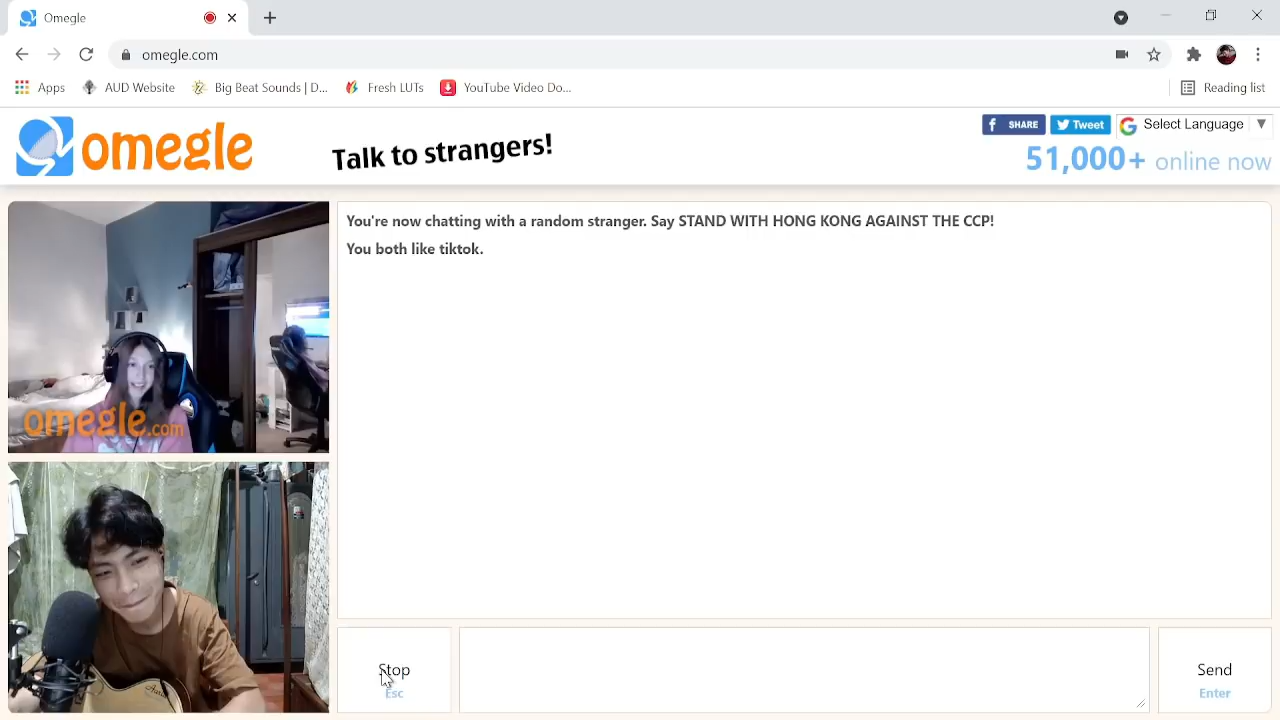 Omegle
omegle.com
Apps
AUD Website
Big Beat Sounds | D...
Fresh LUTs
YouTube Video Do...
Reading list
omegle
Talk to strangers!
SHARE
Tweet
Select Language
51,000+ online now
You're now chatting with a random stranger. Say STAND WITH HONG KONG AGAINST THE CCP!
You both like tiktok.
omegle.com
Stop
Esc
Send
Enter